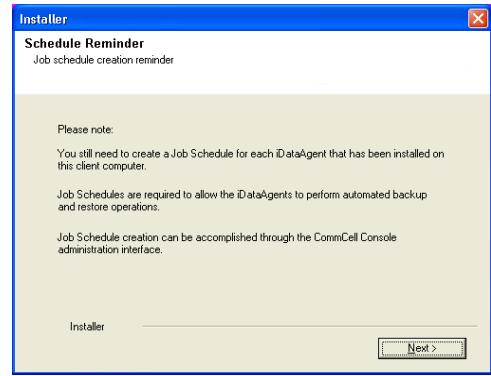 Installer
Schedule Reminder
Job schedule creation reminder
Please note:
You still need to create a Job Schedule for each iDataAgent that has been installed on
this client computer.
Job Schedules are required to allow the iDataAgents to perform automated backup
and restore operations.
Job Schedule creation can be accomplished through the CommCell Console
administration interface.
Installer
Next >